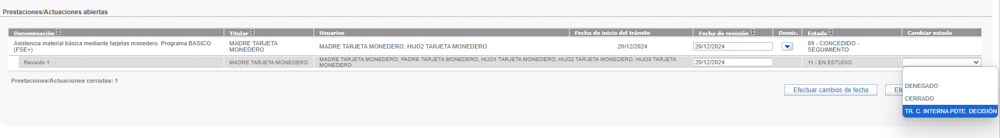 Prestaciones/Actuaciones abiertas
Denominación Titular Usuarios Fecha de inicio del trámite Fecha de revisión Domic. Estado Cambiar estado
Asistencia material básica mediante tarjetas monedero. Programa BASICO
(FSE+)
MADRE TARJETA
MONEDERO
MADRE TARJETA MONEDERO, HIJO2 TARJETA MONEDERO
20/12/2024
20/12/2024
09 - CONCEDIDO -
SEGUIMIENTO
Revisión 1
MADRE TARJETA MONEDERO
MADRE TARJETA MONEDERO, PADRE TARJETA MONEDERO, HIJO1 TARJETA MONEDERO, HIJO2 TARJETA MONEDERO, HIJO3 TARJETA
MONEDERO
20/12/2024
11 - EN ESTUDIO
Prestaciones/Actuaciones cerradas: 1
Efectuar cambios de fecha
DENEGADO
CERRADO
TR. C. INTERNA PDTE. DECISIÓN